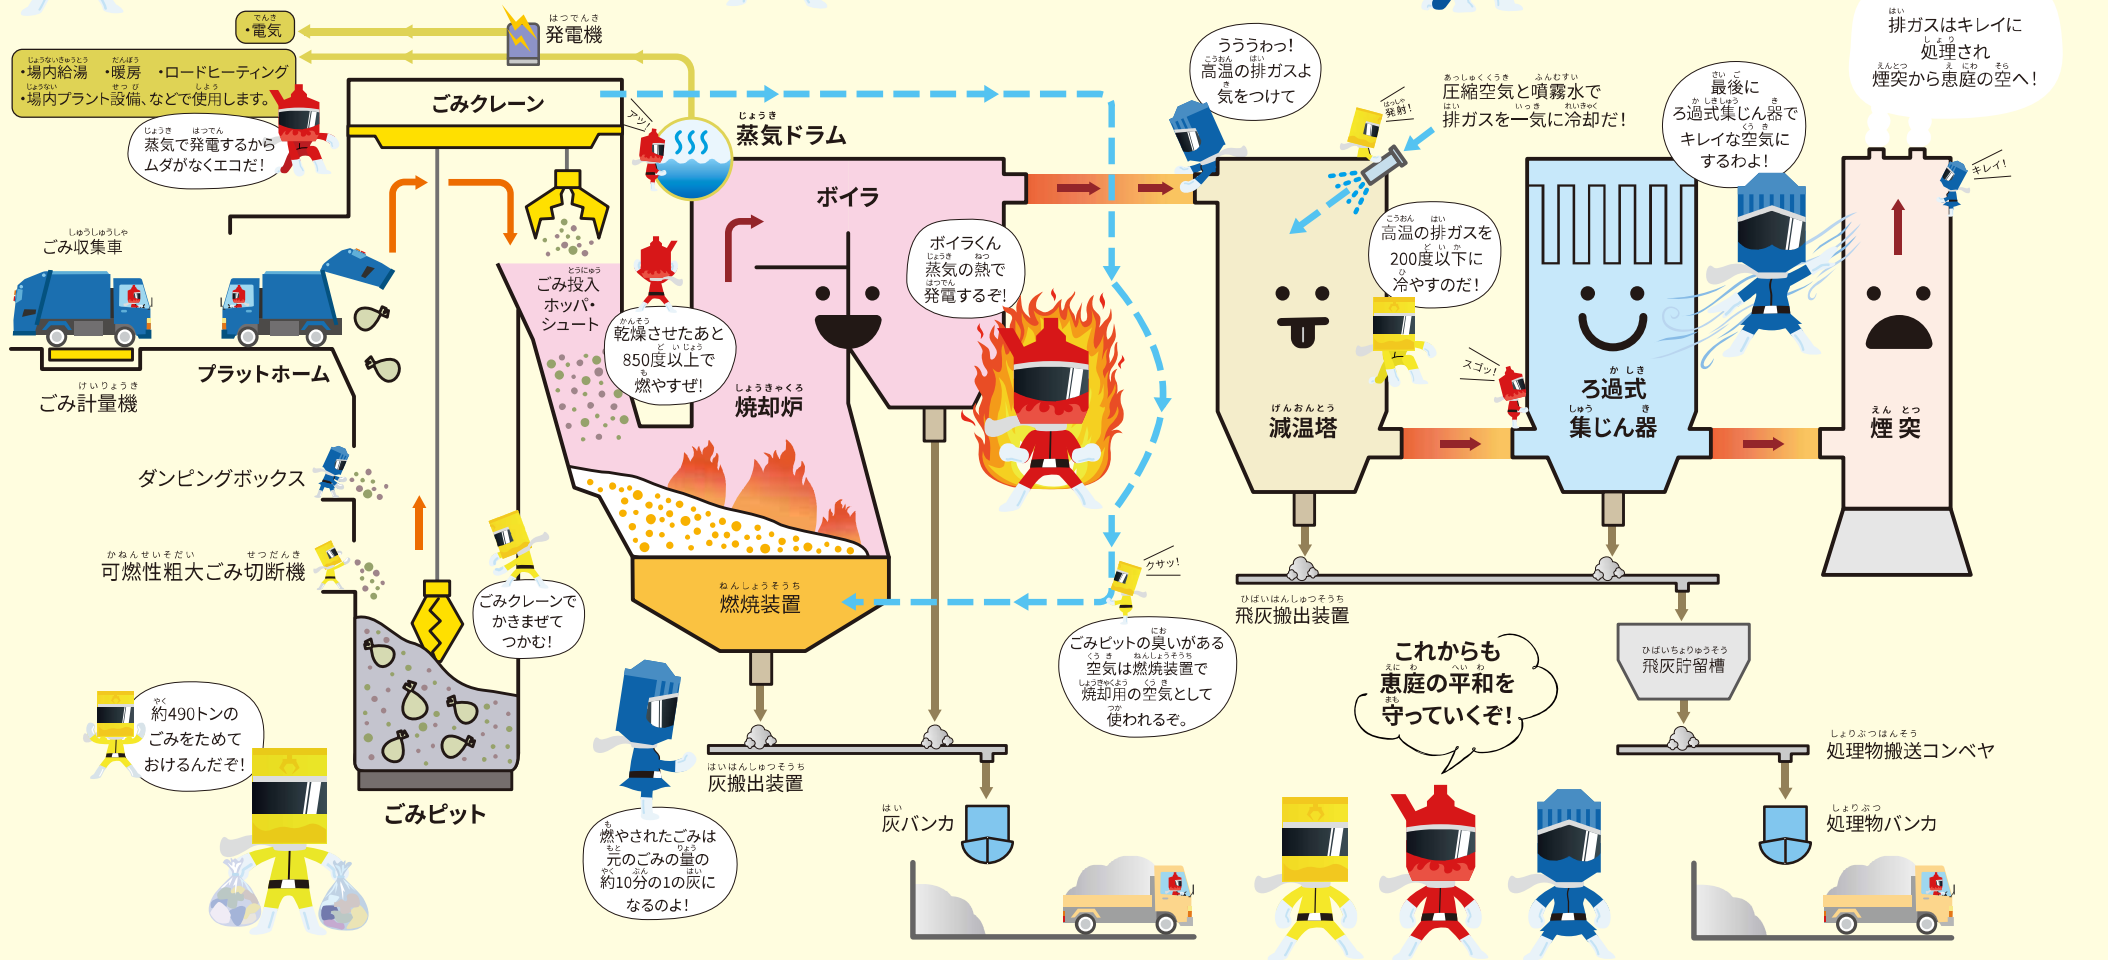 ・電気
・場内給湯 ・暖房 ・ロードヒーティング
・場内プラント設備、などで使用します。
発電機
蒸気で発電するから
ムダがなくエコだ!
ごみクレーン
アツ!
蒸気ドラム
ごみ収集車
ごみ計量機
プラットホーム
ダンピングボックス
可燃性粗大ごみ切断機
約490トンの
ごみをためて
おけるんだぞ!
ごみピット
ごみクレーンで
かきまぜて
つかむ!
ごみ投入
ホッパ・
シュート
乾燥させたあと
850度以上で
燃やすぜ!
ボイラ
ボイラくん
蒸気の熱で
発電するぞ!
焼却炉
燃焼装置
燃やされたごみは
元のごみの量の
約10分の1の灰に
なるのよ!
灰搬出装置
灰バンカ
うううわっ!
高温の排ガスよ
気をつけて
発射!
圧縮空気と噴霧水で
排ガスを一気に冷却だ!
高温の排ガスを
200度以下に
冷やすのだ!
減温塔
スゴッ!
クサッ!
ごみピットの臭いがある
空気は燃焼装置で
焼却用の空気として
使われるぞ。
最後に
ろ過式集じん器で
キレイな空気に
するわよ!
ろ過式
集じん器
排ガスはキレイに
処理され
煙突から恵庭の空へ!
キレイ!
煙突
飛灰搬出装置
飛灰貯留槽
処理物搬送コンベヤ
処理物バンカ
これからも
恵庭の平和を
守っていくぞ!